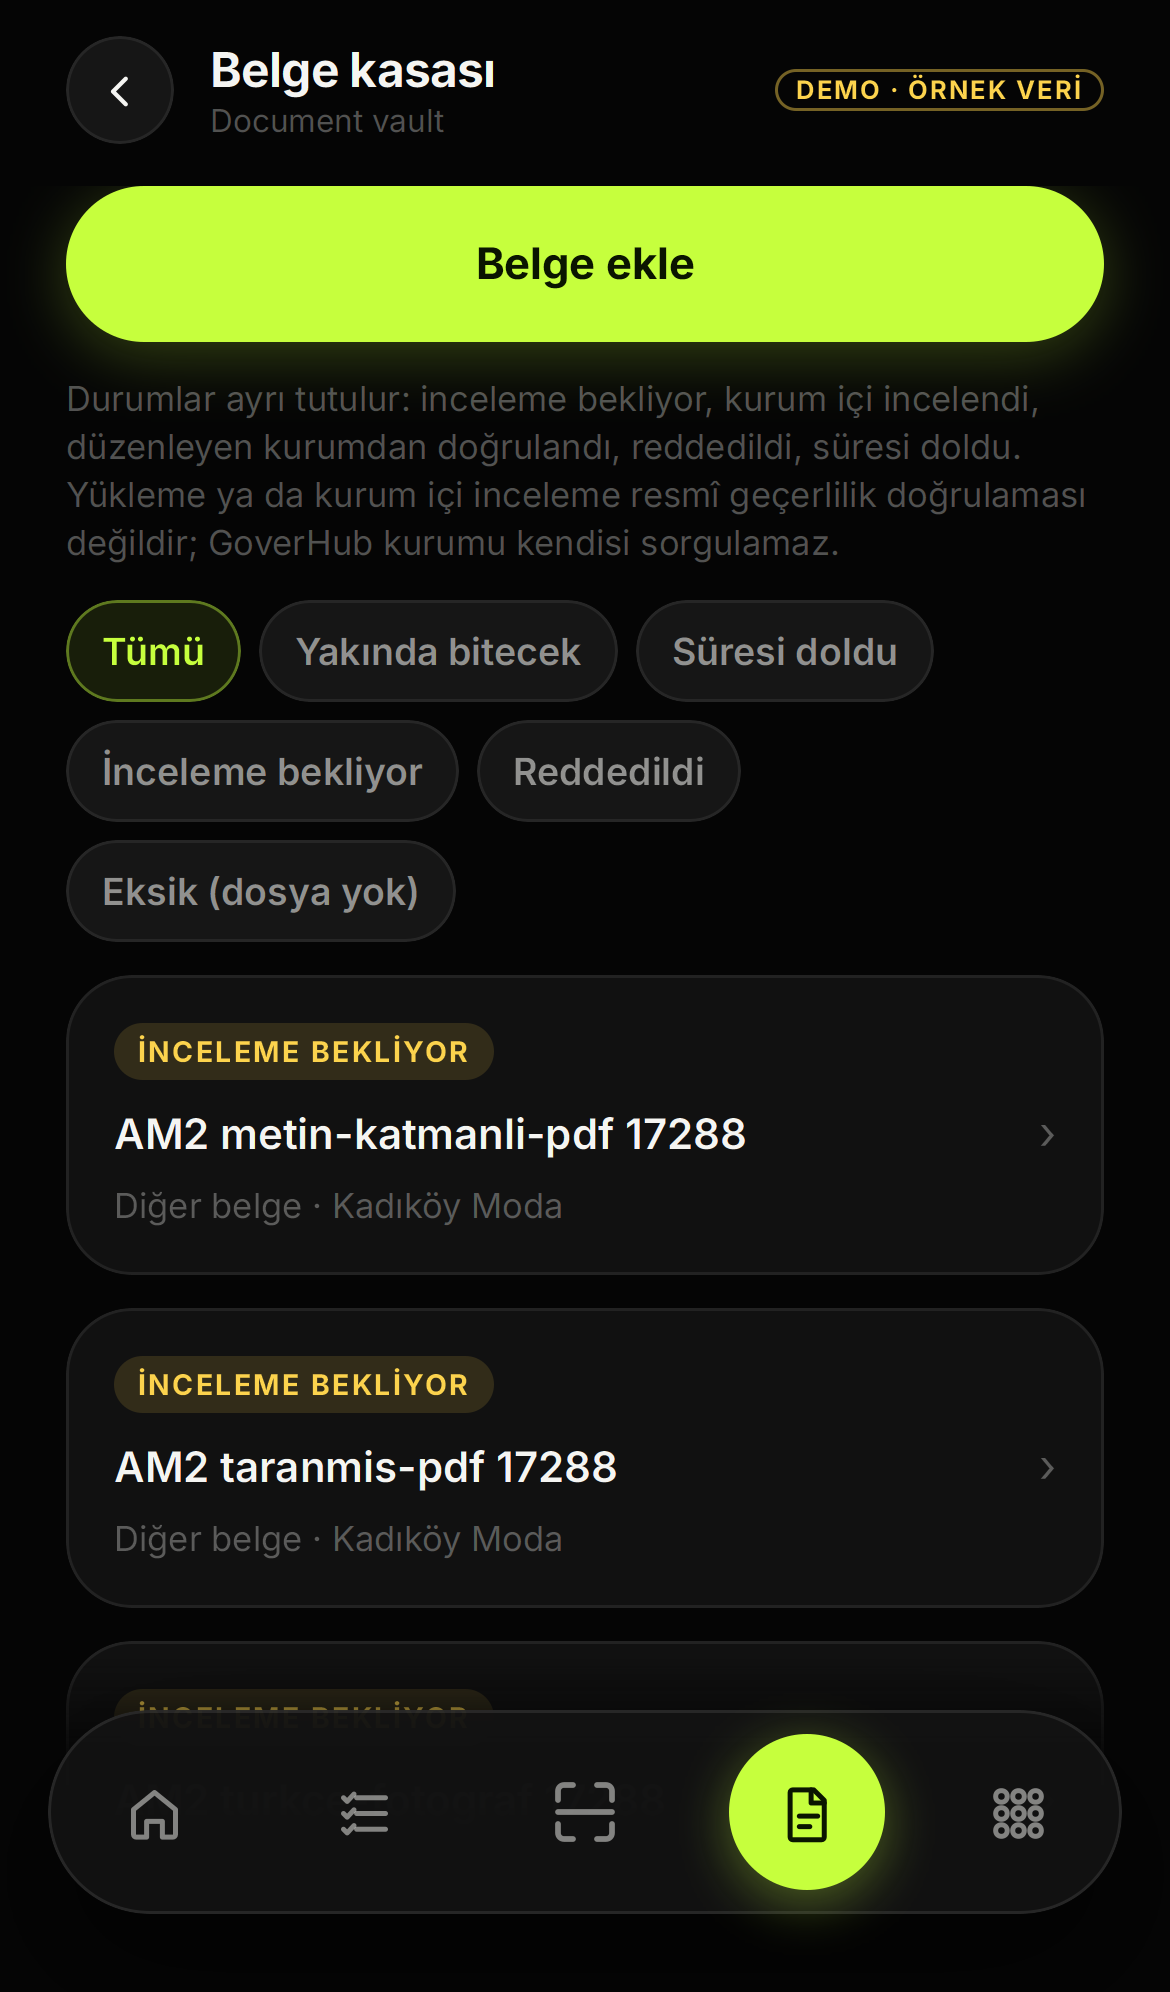 Belge kasası
Document vault
DEMO · ÖRNEK VERİ
Belge ekle
Durumlar ayrı tutulur: inceleme bekliyor, kurum içi incelendi,
düzenleyen kurumdan doğrulandı, reddedildi, süresi doldu.
Yükleme ya da kurum içi inceleme resmî geçerlilik doğrulaması
değildir; GoverHub kurumu kendisi sorgulamaz.
Tümü
Yakında bitecek
Süresi doldu
İnceleme bekliyor
Reddedildi
Eksik (dosya yok)
İNCELEME BEKLİYOR
AM2 metin-katmanli-pdf 17288
Diğer belge · Kadıköy Moda
İNCELEME BEKLİYOR
AM2 taranmis-pdf 17288
Diğer belge · Kadıköy Moda
İNCELEME BEKLİYOR